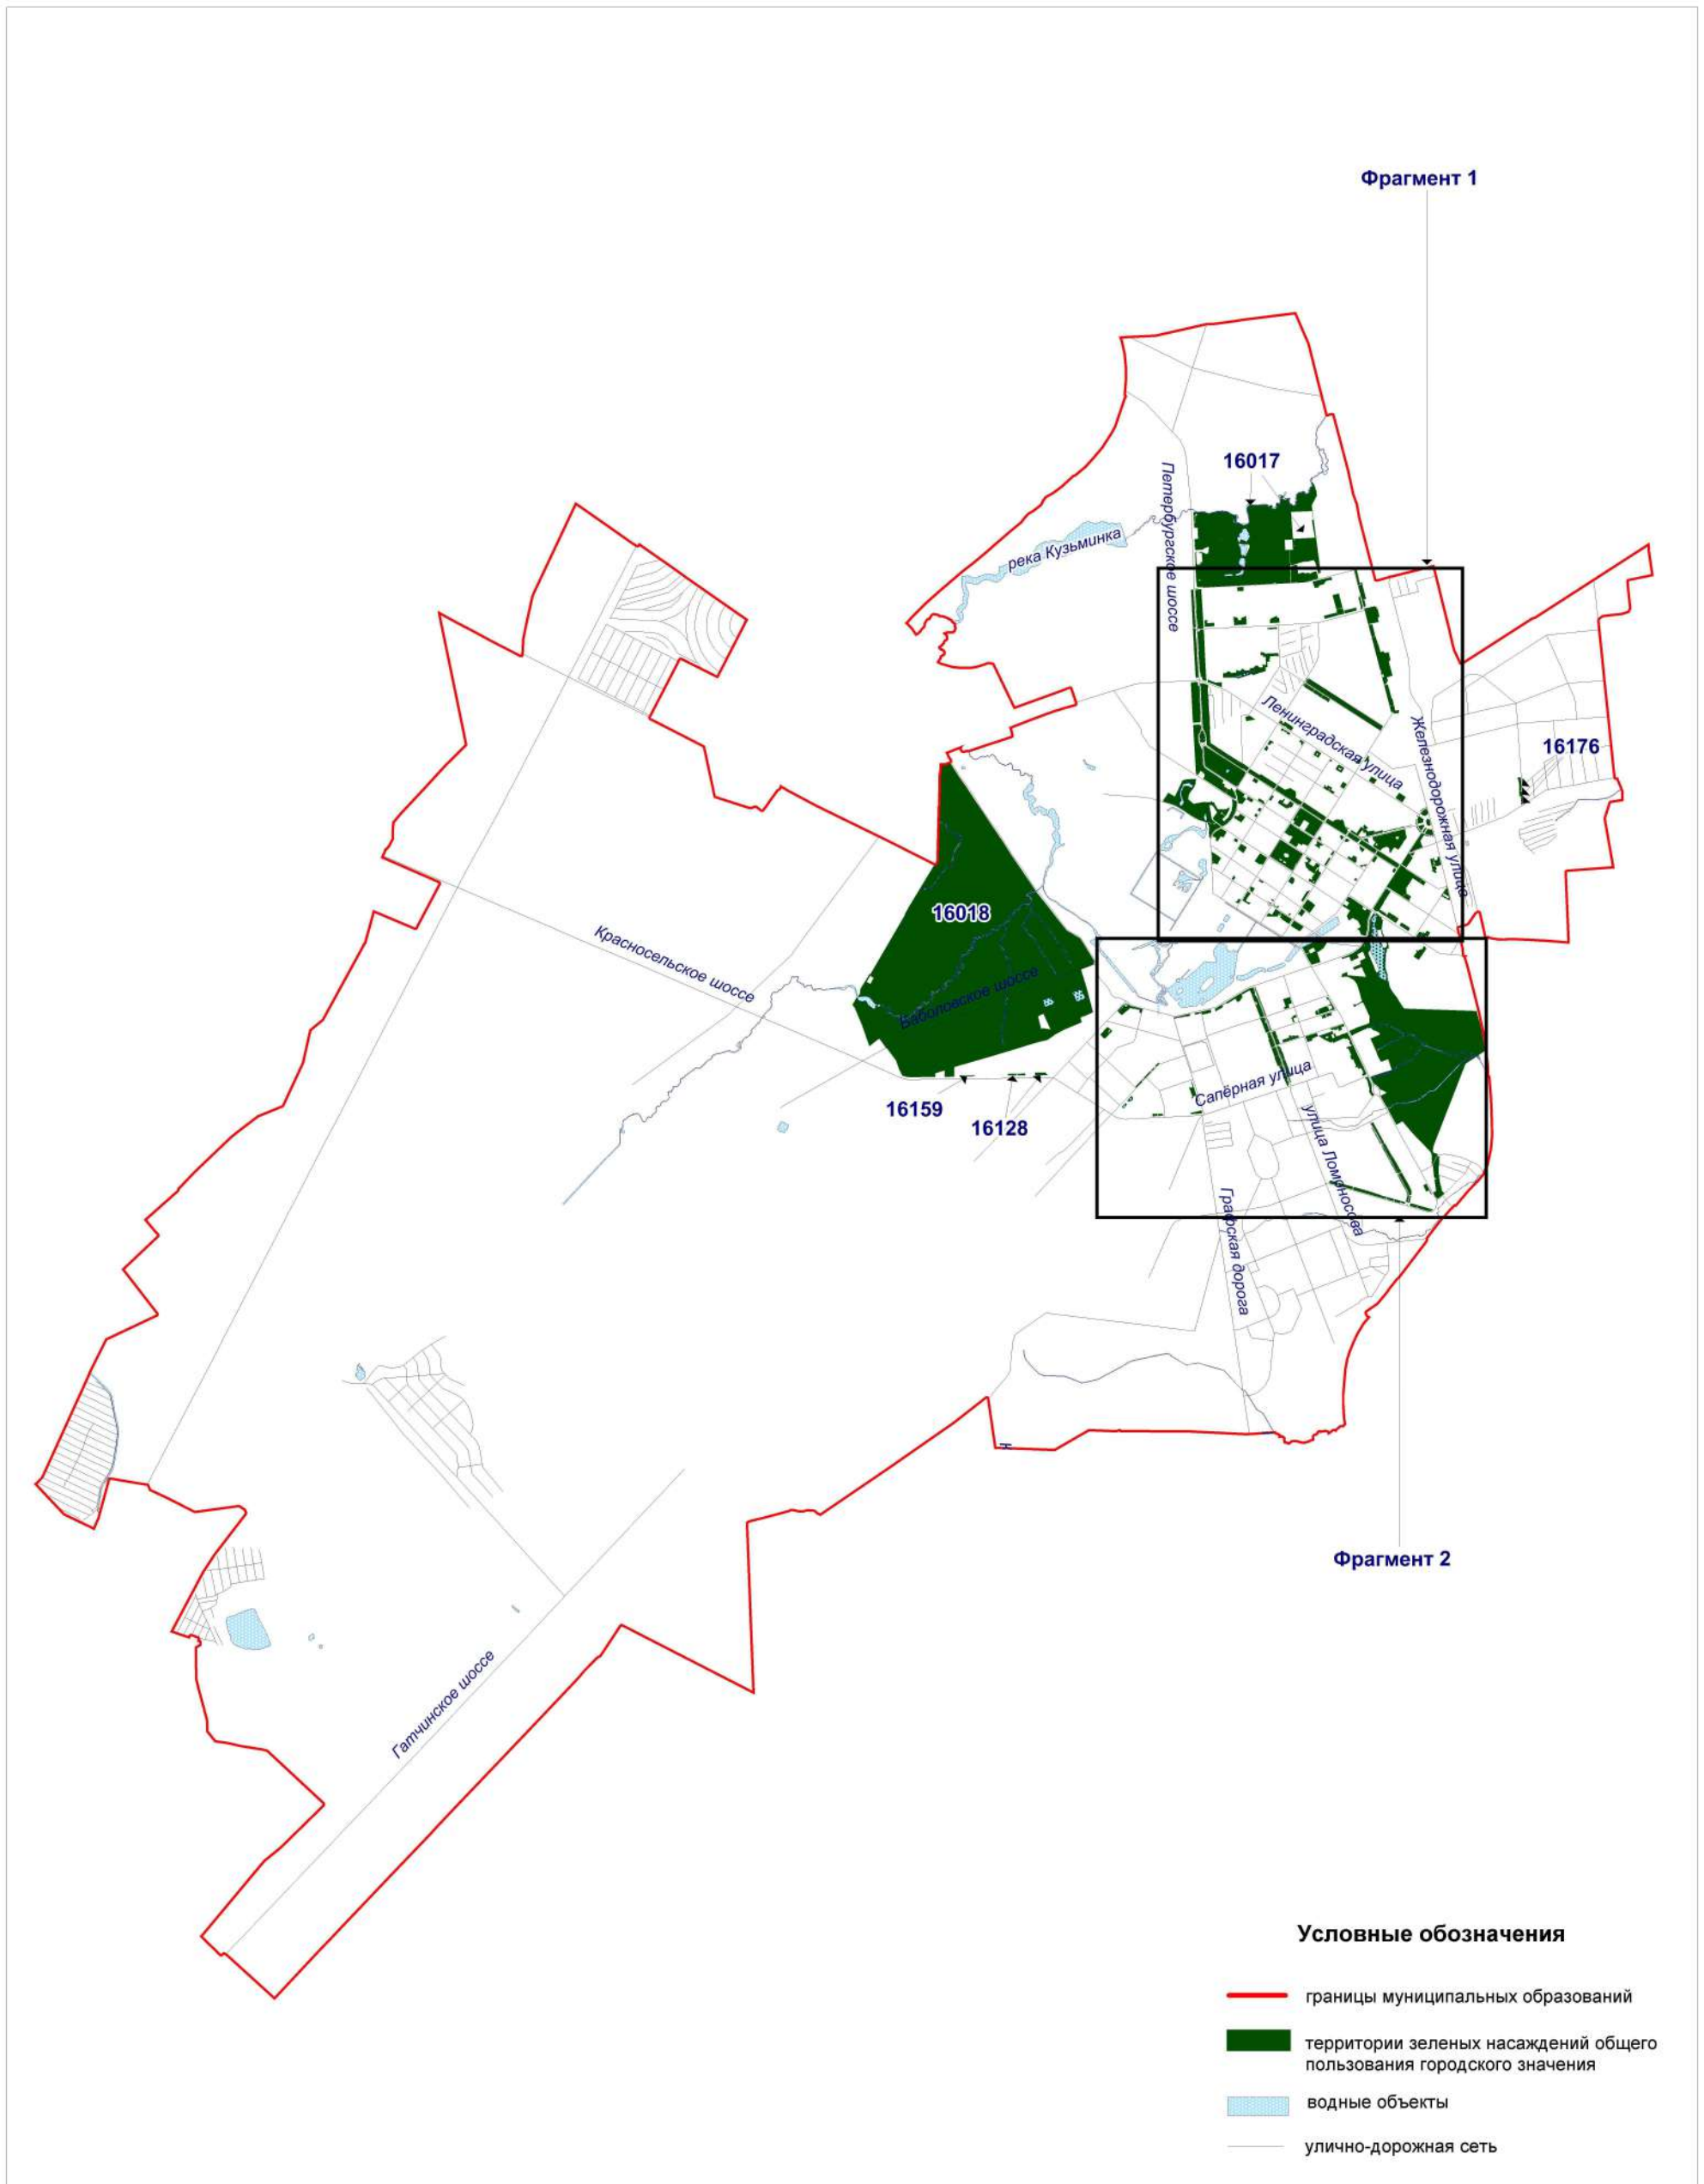 Фрагмент 1
16017
Петербургское шоссе
река Кузьминка
Ленинградская улица
Железнодорожная улица
16176
16018
Красносельское шоссе
Баболовское шоссе
Сапёрная улица
16159
16128
улица Ломоносова
Графская дорога
Фрагмент 2
Гатчинское шоссе
Условные обозначения
границы муниципальных образований
территории зеленых насаждений общего
пользования городского значения
водные объекты
улично-дорожная сеть